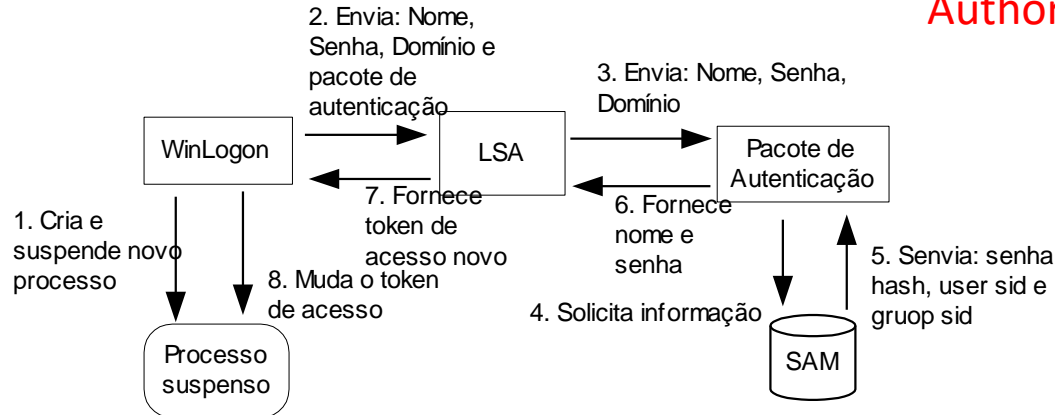 Author
2. Envia: Nome,
Senha, Domínio e
pacote de
autenticação
3. Envia: Nome, Senha,
Domínio
WinLogon
LSA
Pacote de
Autenticação
7. Fornece
token de
acesso novo
6. Fornece
nome e
senha
1. Cria e
suspende novo
processo
8. Muda o token
de acesso
4. Solicita informação
5. Senvia: senha
hash, user sid e
gruop sid
Processo
suspenso
SAM